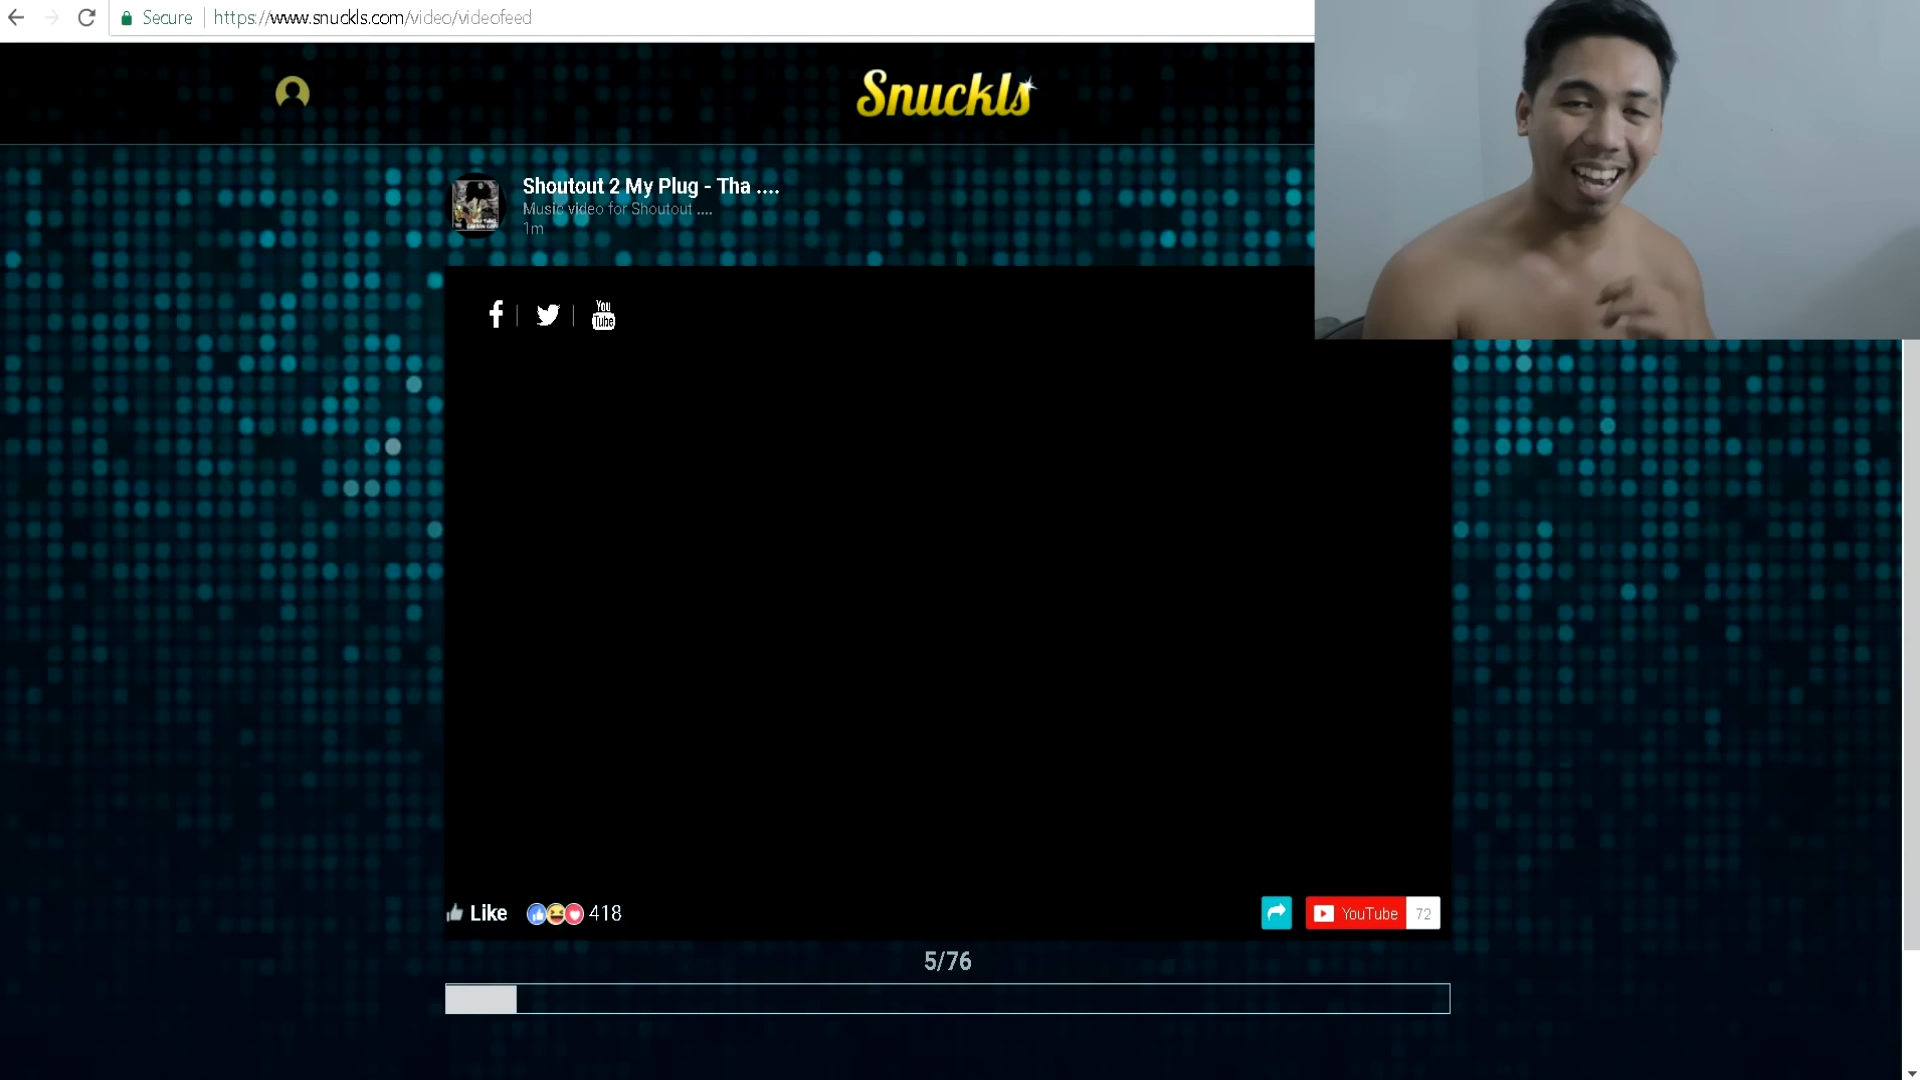 Secure
https://www.snuckls.com/video/videofeed
Snuckls
Shoutout 2 My Plug - Tha ....
Music video for Shoutout ....
1m
You
Tube
Like
418
YouTube
72
5/76